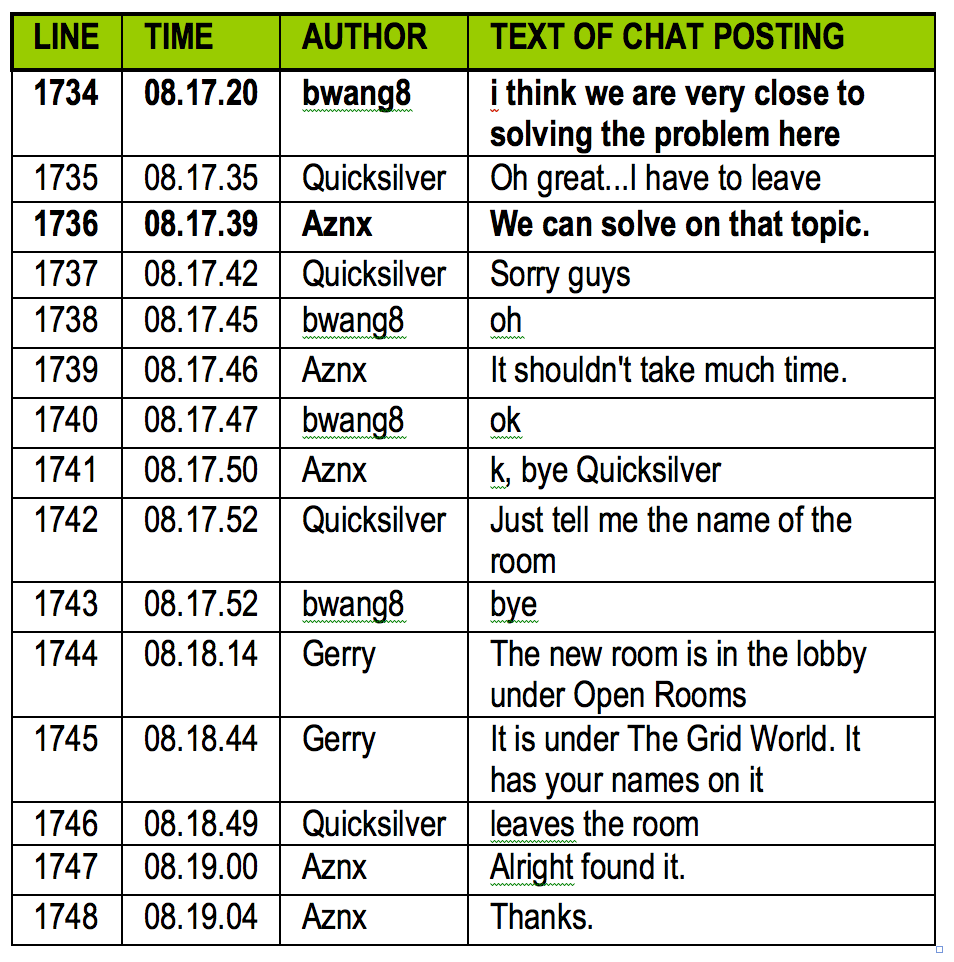 LINE TIME AUTHOR TEXT OF CHAT POSTING
1734 08.17.20 bwang8 i think we are very close to
solving the problem here
1735 08.17.35 Quicksilver Oh great...I have to leave
1736 08.17.39 Aznx We can solve on that topic.
1737 08.17.42 Quicksilver Sorry guys
1738 08.17.45 bwang8 oh
1739 08.17.46 Aznx It shouldn't take much time.
1740 08.17.47 bwang8 ok
1741 08.17.50 Aznx k, bye Quicksilver
1742 08.17.52 Quicksilver Just tell me the name of the
room
1743 08.17.52 bwang8 bye
1744 08.18.14 Gerry The new room is in the lobby
under Open Rooms
1745 08.18.44 Gerry It is under The Grid World. It
has your names on it
1746 08.18.49 Quicksilver leaves the room
1747 08.19.00 Aznx Alright found it.
1748 08.19.04 Aznx Thanks.